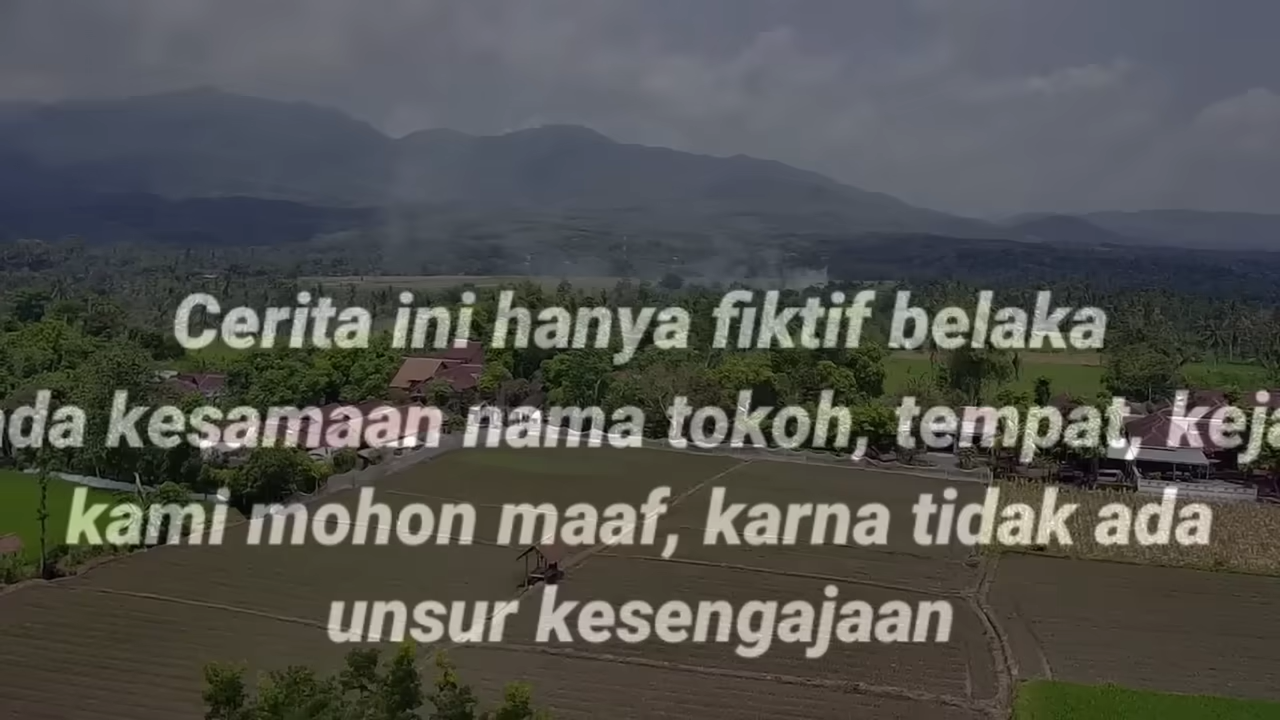 Cerita ini hanya fiktif belaka
kesamaan nama tokoh, tempat,
kami mohon maaf, karna tidak ada
unsur kesengajaan